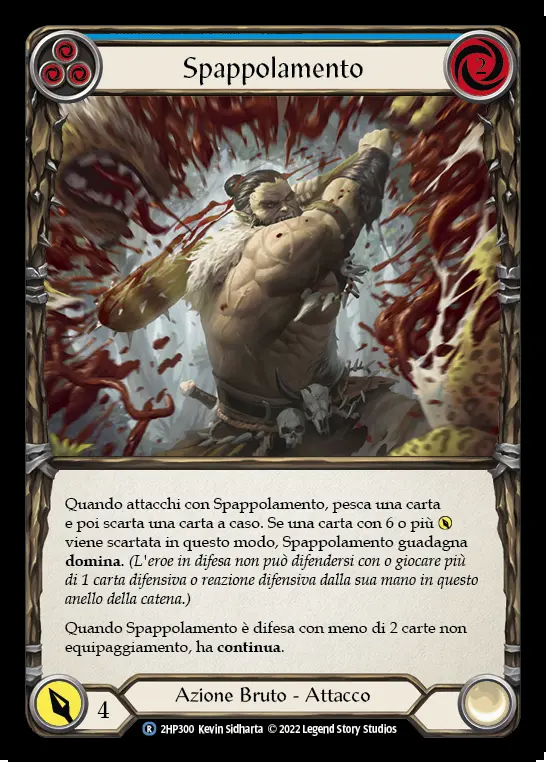 Spappolamento
2
Quando attacchi con Spappolamento, pesca una carta
e poi scarta una carta a caso. Se una carta con 6 o più
viene scartata in questo modo, Spappolamento guadagna
domina. (L'eroe in difesa non può difendersi con o giocare più
di 1 carta difensiva o reazione difensiva dalla sua mano in questo
anello della catena.)
Quando Spappolamento è difesa con meno di 2 carte non
equipaggiamento, ha continua.
4
Azione Bruto - Attacco
R 2HP300 Kevin Sidharta © 2022 Legend Story Studios